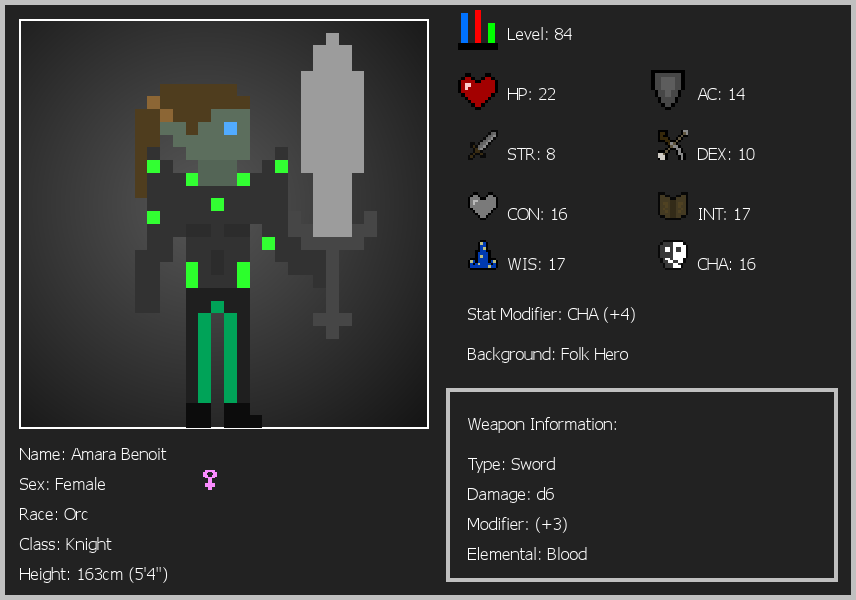 Level: 84
HP: 22
AC: 14
STR: 8
DEX: 10
CON: 16
INT: 17
WIS: 17
CHA: 16
Stat Modifier: CHA (+4)
Background: Folk Hero
Weapon Information:
Type: Sword
Damage: d6
Modifier: (+3)
Elemental: Blood
Name: Amara Benoit
Sex: Female
Race: Orc
Class: Knight
Height: 163cm (5'4")